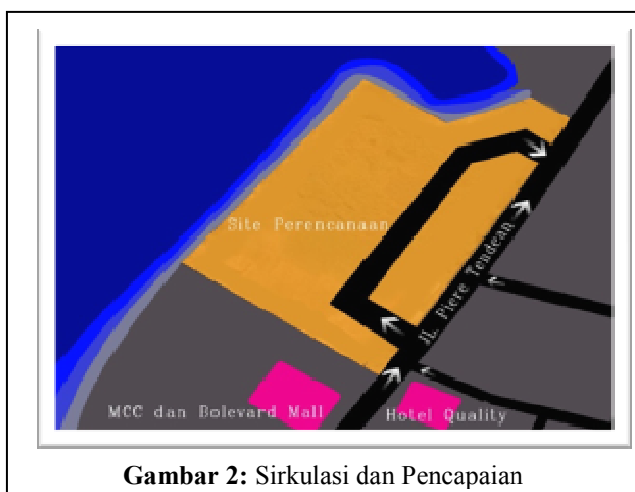 Site Perencanaan
JL. Piere Tendean
MCC dan Bolevard Mall
Hotel Quality
Gambar 2: Sirkulasi dan Pencapaian